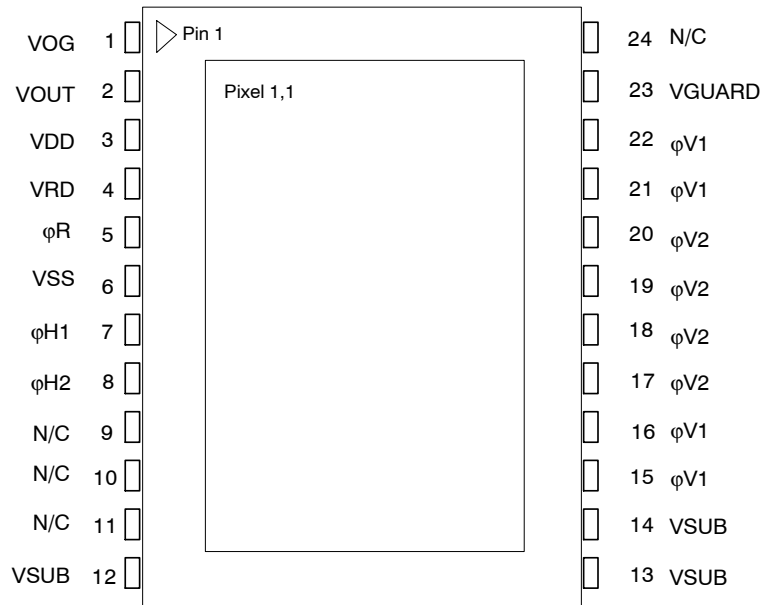 VOG 1 Pin 1 24 N/C
VOUT 2 Pixel 1,1 23 VGUARD
VDD 3 22 φV1
VRD 4 21 φV1
φR 5 20 φV2
VSS 6 19 φV2
φH1 7 18 φV2
φH2 8 17 φV2
N/C 9 16 φV1
N/C 10 15 φV1
N/C 11 14 VSUB
VSUB 12 13 VSUB